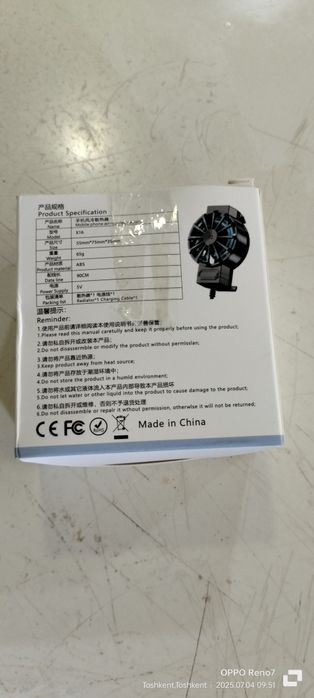 产品规格
Product Specification
产品名称 手机风冷散热器
Name Mobile phone
型号 X16
Model
产品尺寸 55mm*75mm*35mm
Size
重量 65g
Weight
产品材质 ABS
Product material
配线长 90CM
Date line
电源 5V
Power Supply
包装清单 散热器*1 电源线*1
Packing list Radiator*1 Charging Cable*1
温馨提示:
Reminder:
1.使用产品前请详细阅读本使用说明书,并善保管;
1.Please read this manual carefully and keep it properly before using the product;
2.请勿私自拆开或改装本产品;
2.Do not disassemble or modify the product without permission;
3.请勿将产品靠近热源;
3.Keep product away from heat source;
4.请勿将产品存放于潮湿环境中;
4.Do not store the product in a humid environment;
5.请勿将水或其它液体流入本产品内部导致本产品损坏
5.Do not let water or other liquid into the product to cause damage to the product;
6.请勿私自拆开或维修，否则不予退货处理
6.Do not disassemble or repair it without permission, otherwise it will not be returned;
CE FC Made in China
OPPO Reno7
Toshkent,Toshkent 2025.07.04 09:51